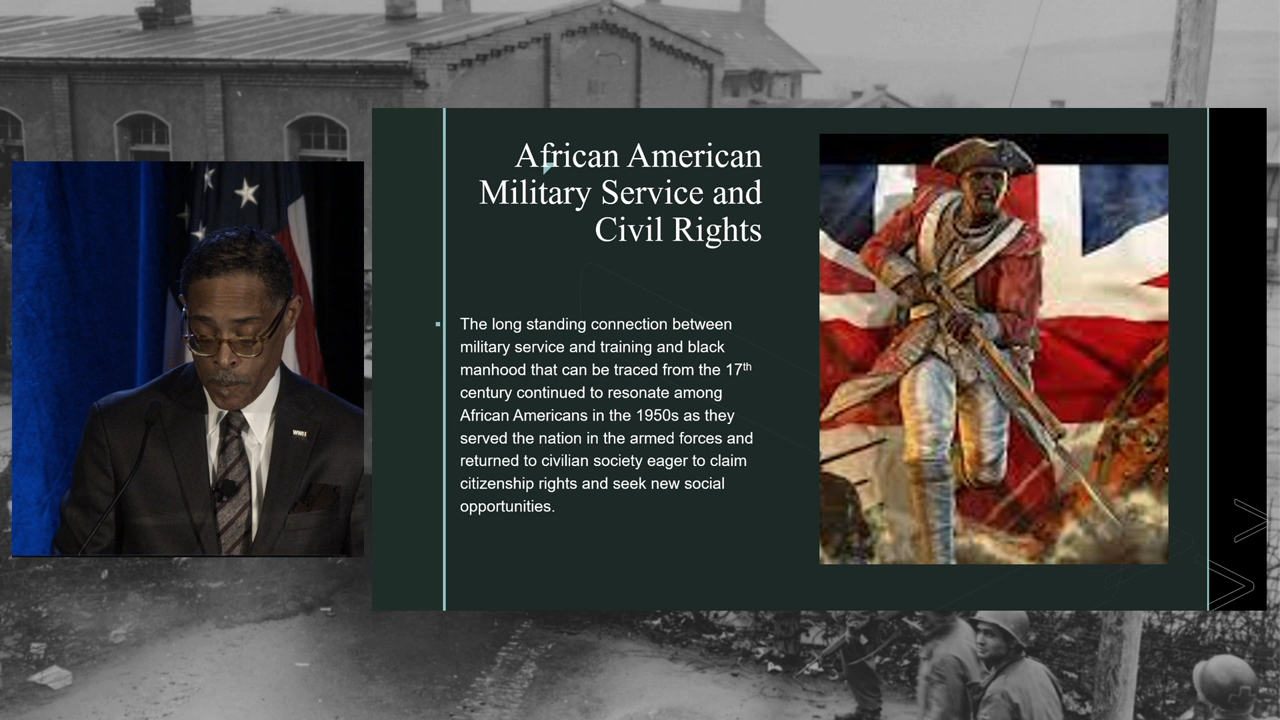 African American
Military Service and
Civil Rights
The long standing connection between
military service and training and black
manhood that can be traced from the 17th
century continued to resonate among
African Americans in the 1950s as they
served the nation in the armed forces and
returned to civilian society eager to claim
citizenship rights and seek new social
opportunities.